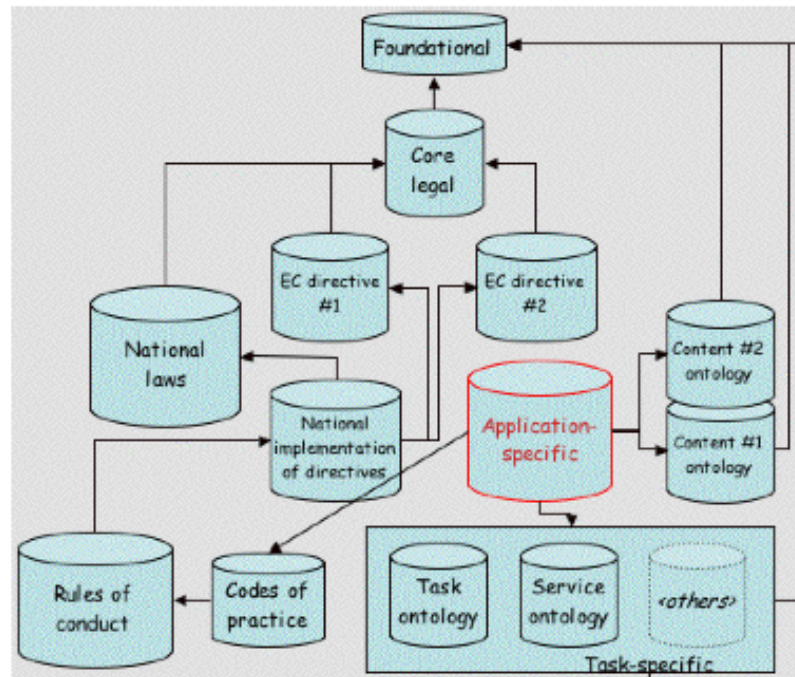 Foundational
Core
legal
EC directive
#1
EC directive
#2
National
laws
Content #2
ontology
National
implementation
of directives
Application-
specific
Content #1
ontology
Rules of
conduct
Codes of
practice
Task
ontology
Service
ontology
<others>
Task-specific